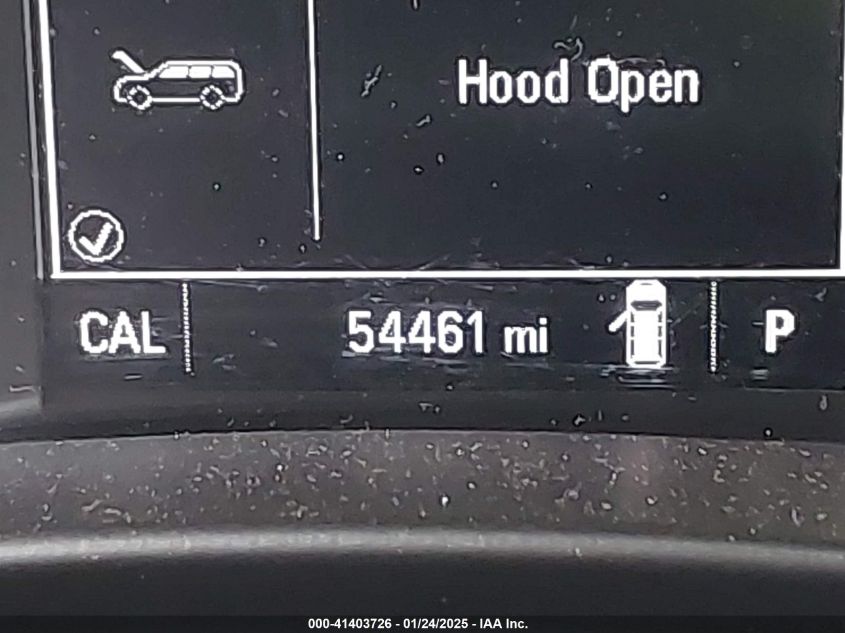 Hood Open
CAL 54461 mi P
000-41403726 - 01/24/2025 - IAA Inc.